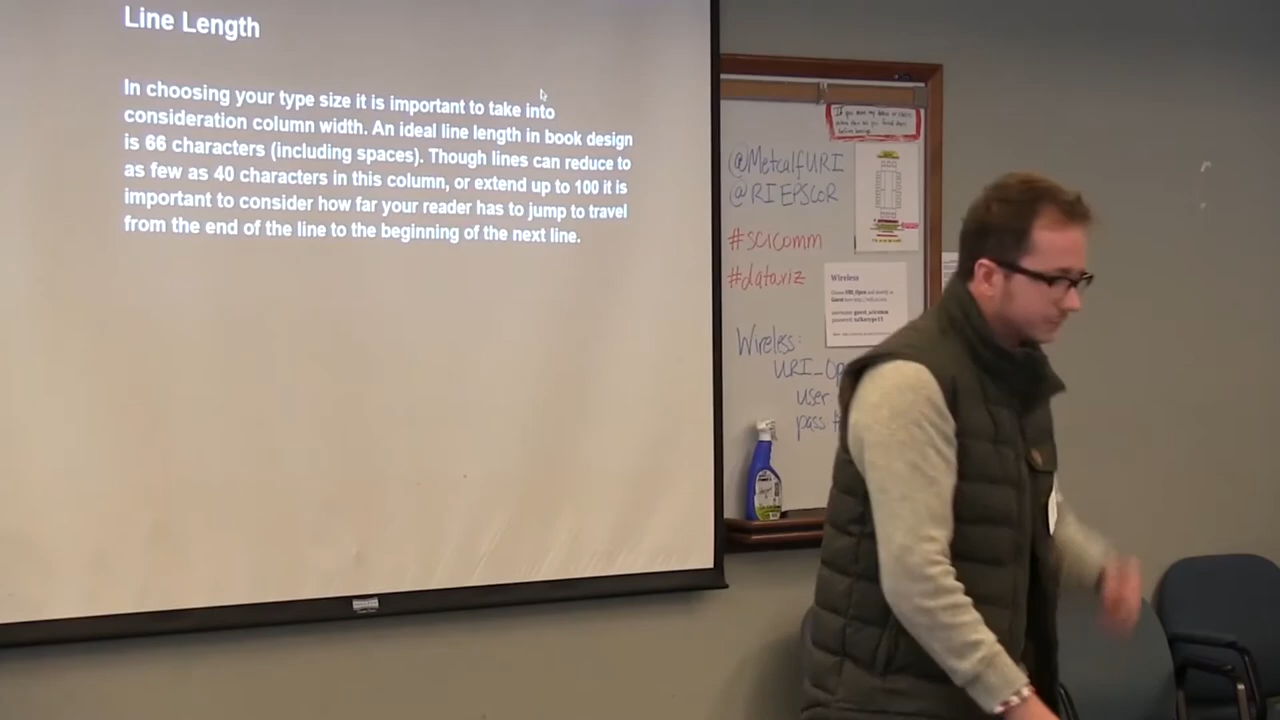 Line Length
In choosing your type size it is important to take into
consideration column width. An ideal line length in book design
is 66 characters (including spaces). Though lines can reduce to
as few as 40 characters in this column, or extend up to 100 it is
important to consider how far your reader has to jump to travel
from the end of the line to the beginning of the next line.
@MetcalfURI
@RIEPSCoR
#scicomm
#dataviz
Wireless
Wireless:
URI_Op
user
pass